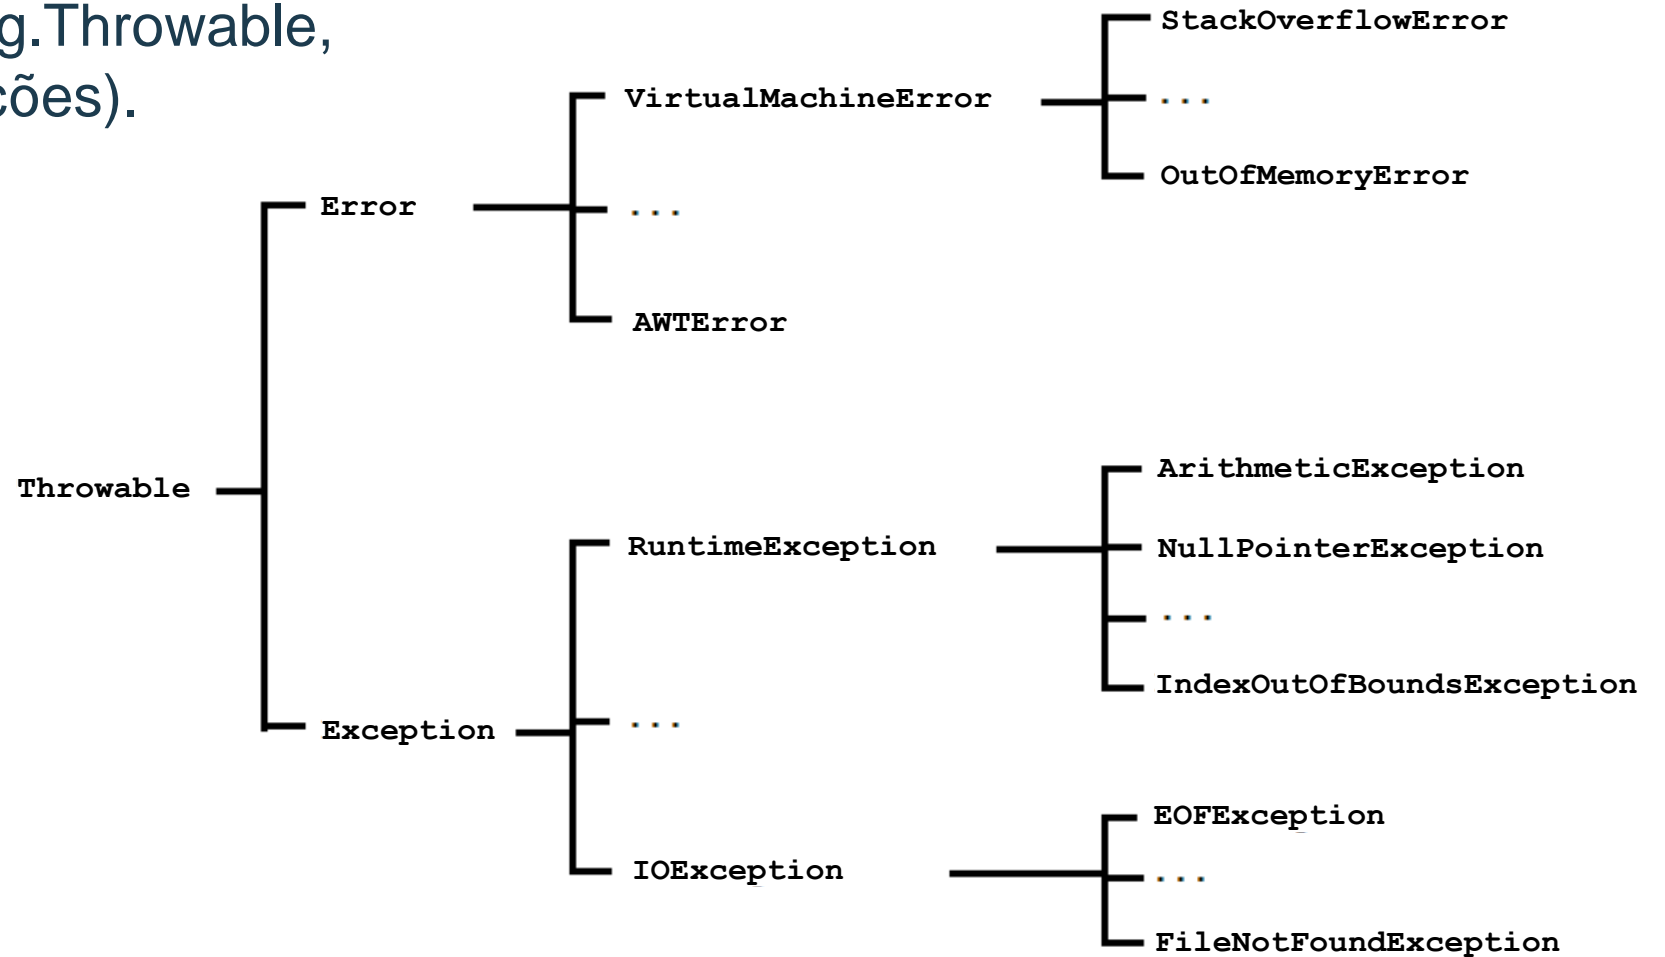 g.Throwable,
ções).
StackOverflowError
VirtualMachineError
...
OutOfMemoryError
Error
...
AWTError
Throwable
ArithmeticException
RuntimeException
NullPointerException
...
IndexOutOfBoundsException
Exception
...
EOFException
IOException
...
FileNotFoundException